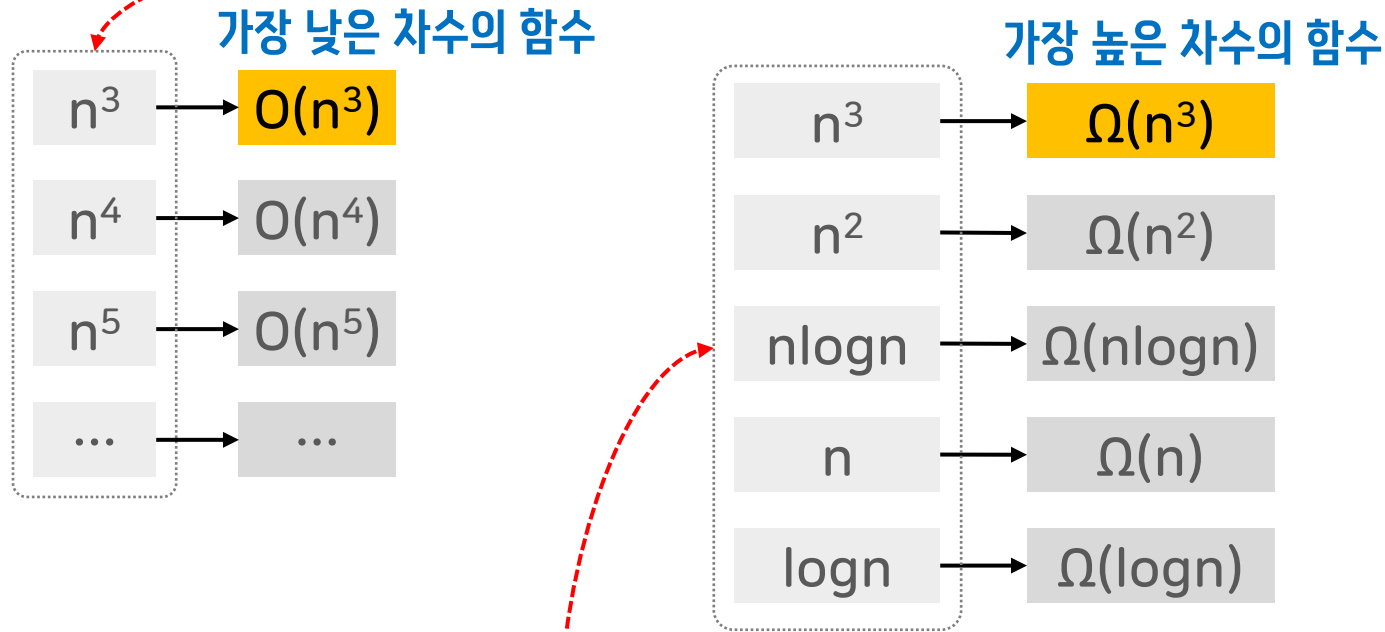 가장 낮은 차수의 함수
n³ O(n³)
n⁴ O(n⁴)
n⁵ O(n⁵)
... ...
가장 높은 차수의 함수
n³ Ω(n³)
n² Ω(n²)
nlogn Ω(nlogn)
n Ω(n)
logn Ω(logn)